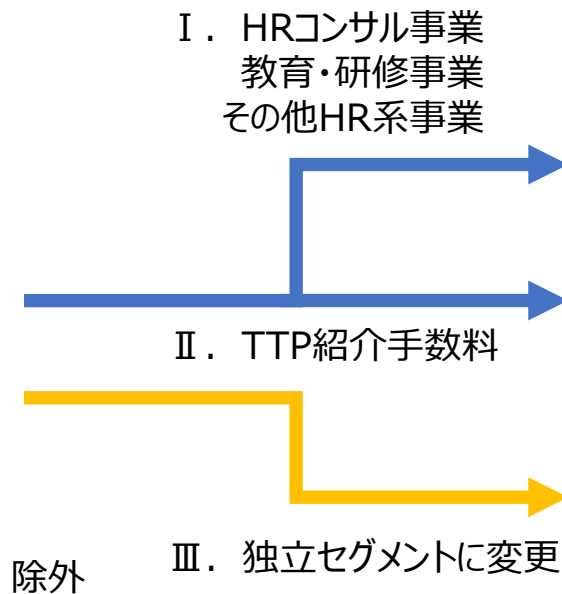 Ⅰ．HRコンサル事業
教育・研修事業
その他HR系事業
Ⅱ．TTP紹介手数料
Ⅲ．独立セグメントに変更
除外